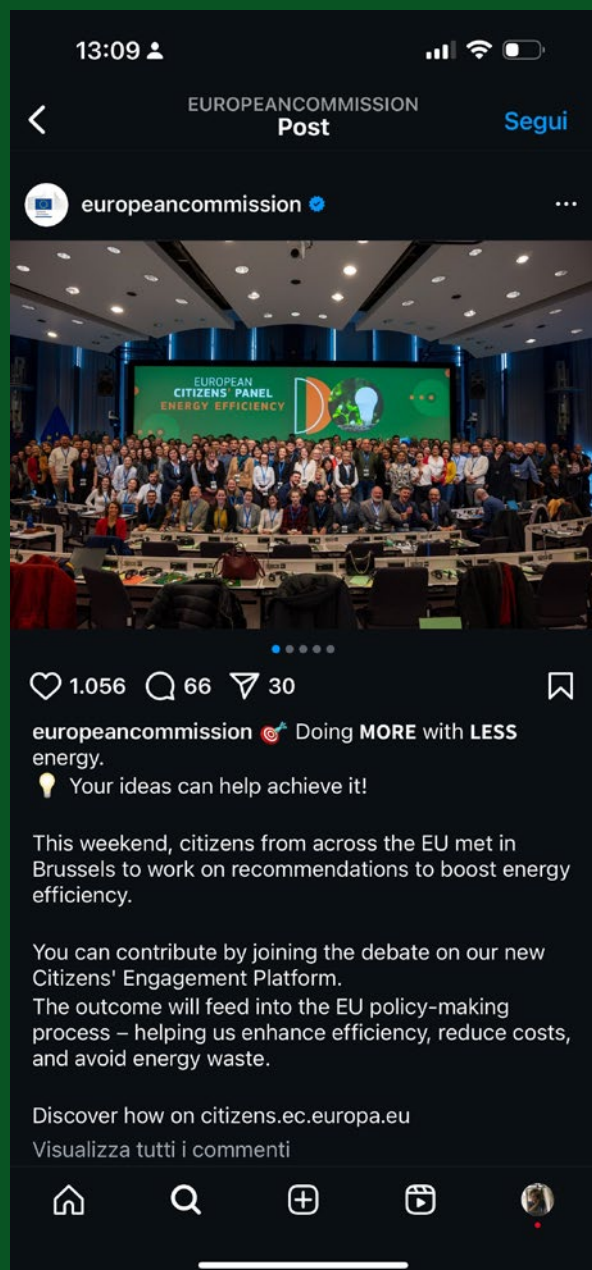 13:09
EUROPEANCOMMISSION
Post
Segui
europeancommission
EUROPEAN
CITIZENS' PANEL
ENERGY EFFICIENCY
1.056
66
30
europeancommission 🎯 Doing MORE with LESS
energy.
💡 Your ideas can help achieve it!
This weekend, citizens from across the EU met in
Brussels to work on recommendations to boost energy
efficiency.
You can contribute by joining the debate on our new
Citizens' Engagement Platform.
The outcome will feed into the EU policy-making
process – helping us enhance efficiency, reduce costs,
and avoid energy waste.
Discover how on citizens.ec.europa.eu
Visualizza tutti i commenti